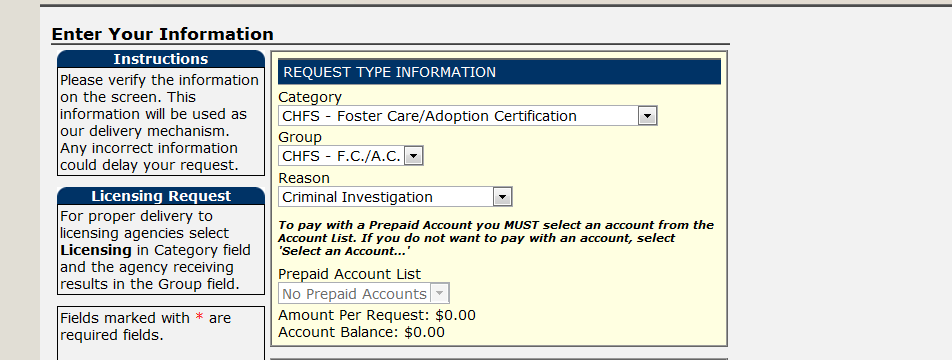 Enter Your Information
Instructions
Please verify the information
on the screen. This
information will be used as
our delivery mechanism.
Any incorrect information
could delay your request.
Licensing Request
For proper delivery to
licensing agencies select
Licensing in Category field
and the agency receiving
results in the Group field.
Fields marked with * are
required fields.
REQUEST TYPE INFORMATION
Category
CHFS - Foster Care/Adoption Certification
Group
CHFS - F.C./A.C.
Reason
Criminal Investigation
To pay with a Prepaid Account you MUST select an account from the
Account List. If you do not want to pay with an account, select
'Select an Account...'
Prepaid Account List
No Prepaid Accounts
Amount Per Request: $0.00
Account Balance: $0.00